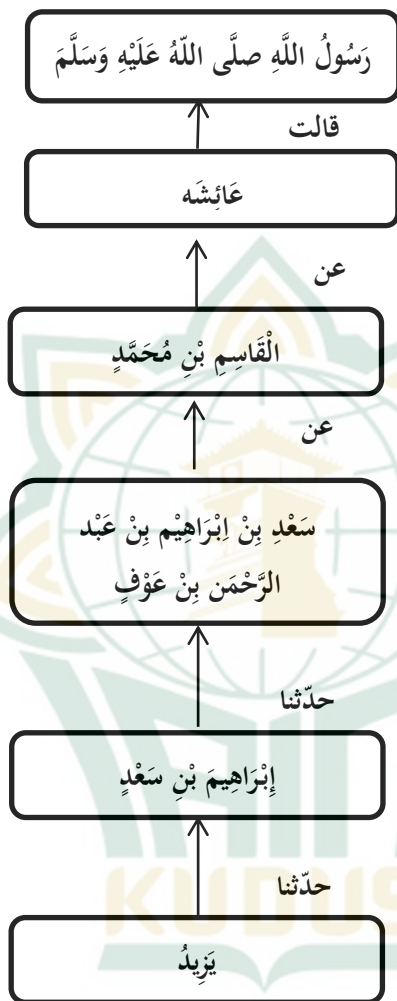 رَسُولُ اللَّهِ صلَّى اللّهُ عَلَيْهِ وَسَلَّمَ
قالت
عَائِشَه
عن
الْقَاسِمِ بْنِ مُحَمَّدٍ
عن
سَعْدِ بِنْ اِبْرَاهِيْم بِنْ عَبْد
الرَّحْمَن بِنْ عَوْفٍ
حدّثنا
إِبْرَاهِيمَ بْنِ سَعْدٍ
حدّثنا
KUDUS
يَزِيدُ